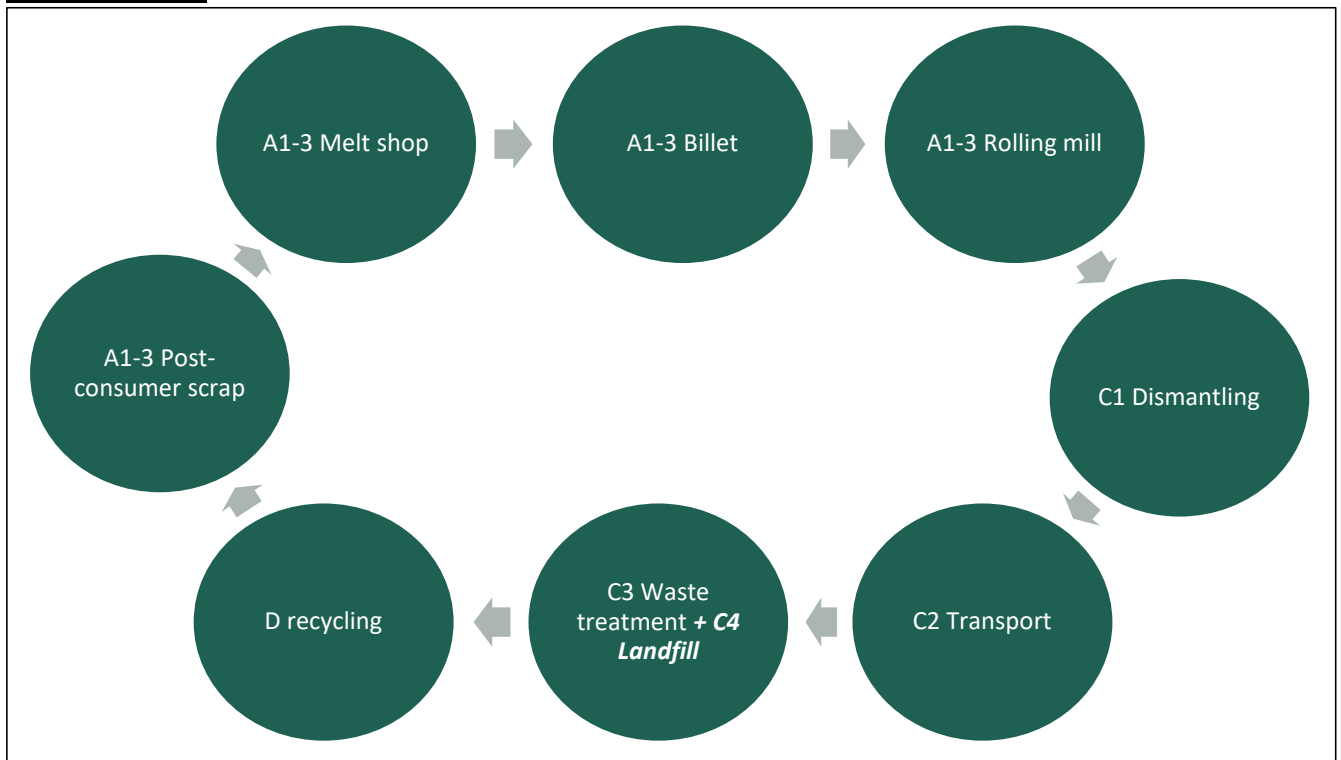 A1-3 Melt shop
A1-3 Billet
A1-3 Rolling mill
A1-3 Post-
consumer scrap
C1 Dismantling
D recycling
C3 Waste
treatment + C4
Landfill
C2 Transport